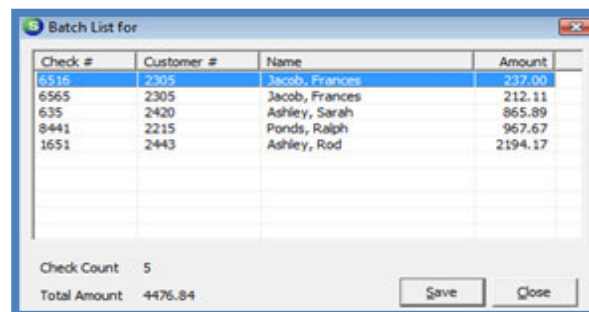 S Batch List for
Check # Customer # Name Amount
6516 2305 Jacob, Frances 237.00
6565 2305 Jacob, Frances 212.11
635 2420 Ashley, Sarah 865.89
8441 2215 Ponds, Ralph 967.67
1651 2443 Ashley, Rod 2194.17
Check Count 5
Total Amount 4476.84 Save Close